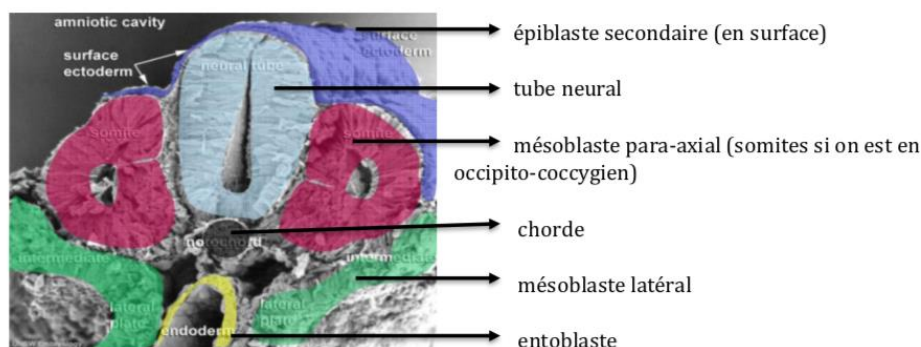 amniotic cavity
surface
ectoderm
surface
ectoderm
neural tube
somite
somite
notochord
intermediate
intermediate
lateral
plate
lateral
plate
endoderm
épiblaste secondaire (en surface)
tube neural
mésoblaste para-axial (somites si on est en
occipito-coccygien)
chorde
mésoblaste latéral
entoblaste